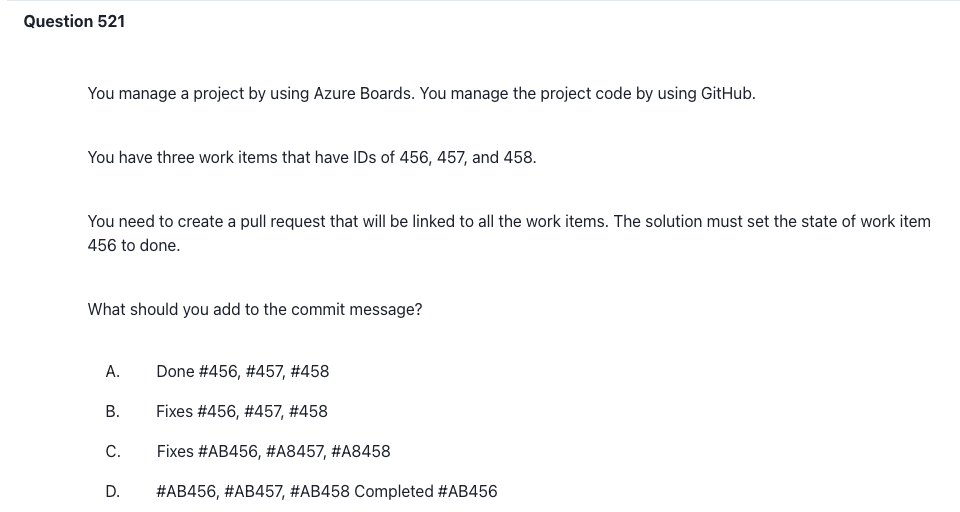 Question 521
You manage a project by using Azure Boards. You manage the project code by using GitHub.
You have three work items that have IDs of 456, 457, and 458.
You need to create a pull request that will be linked to all the work items. The solution must set the state of work item
456 to done.
What should you add to the commit message?
A. Done #456, #457, #458
B. Fixes #456, #457, #458
C. Fixes #AB456, #A8457, #A8458
D. #AB456, #AB457, #AB458 Completed #AB456